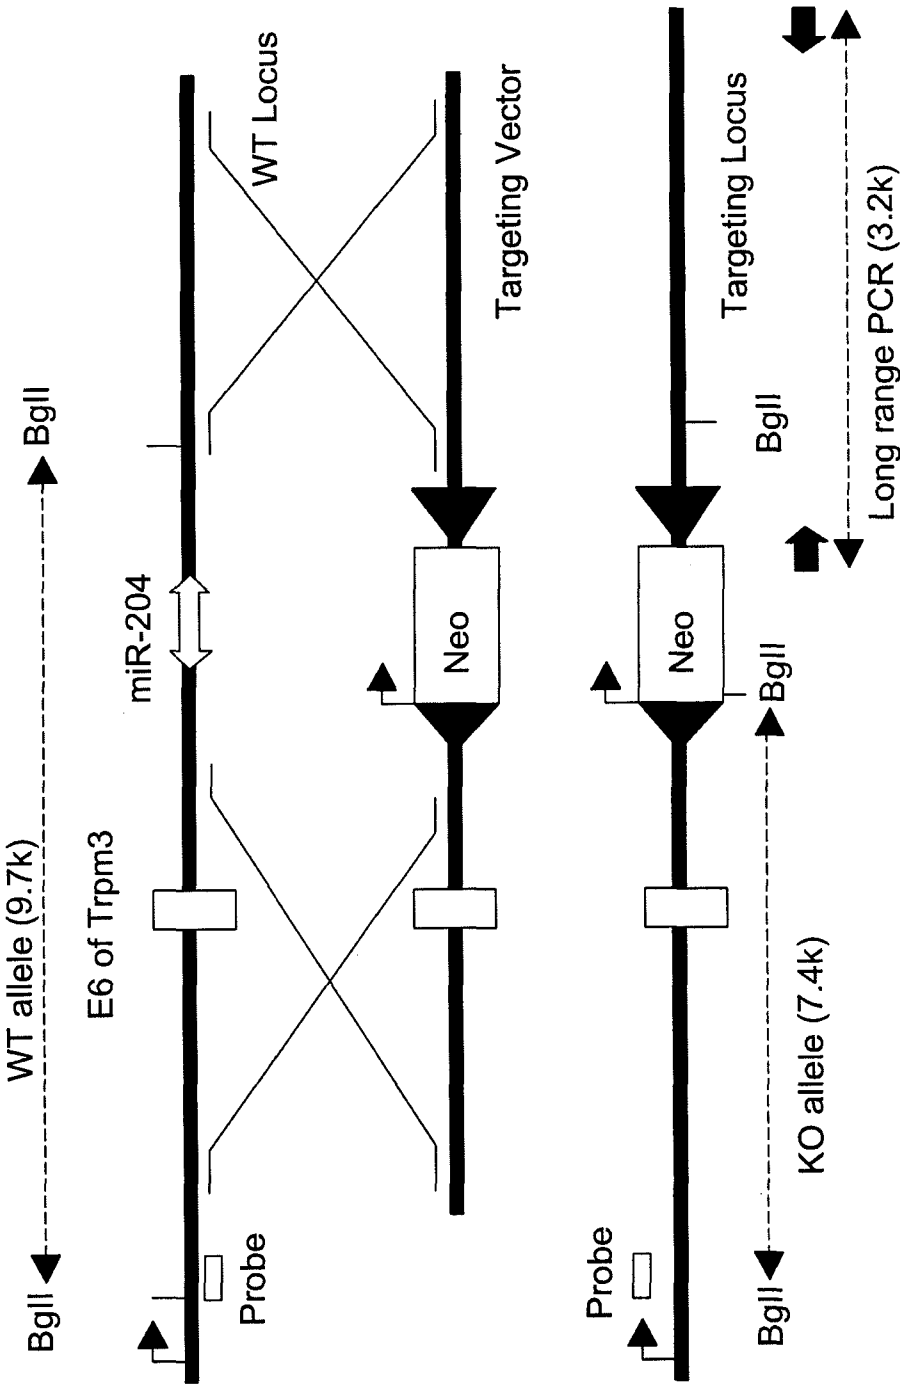 WT allele (9.7k)
BglI
BglI
E6 of Trpm3
miR-204
WT Locus
Probe
Neo
Targeting Vector
Probe
Neo
Targeting Locus
BglI
BglI
BglI
KO allele (7.4k)
Long range PCR (3.2k)